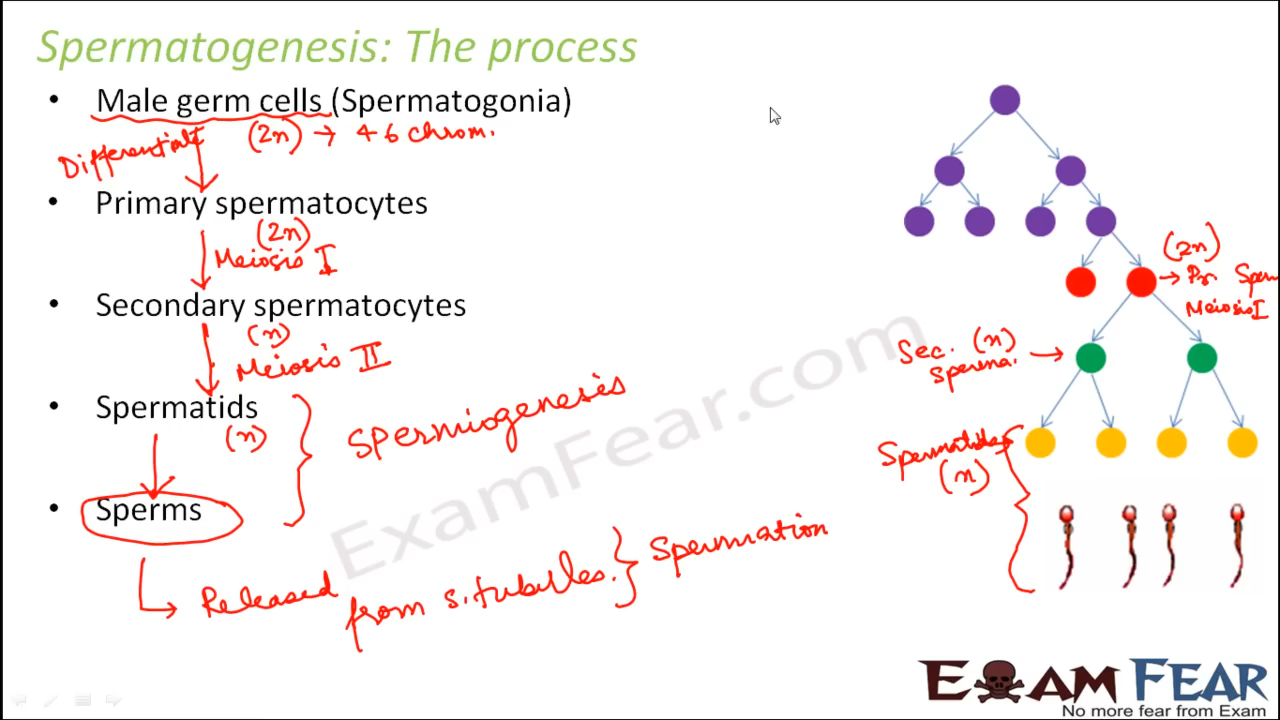 Spermatogenesis: The process
• Male germ cells (Spermatogonia)
(2n) → 46 chrom.
• Primary spermatocytes
(2n)
Meiosis I
• Secondary spermatocytes
(n)
Meiosis II
• Spermatids
(n)
Spermiogenesis
• Sperms
Released
from s.tubules.
Spermiation
(2n)
Pr. Sperm
Meiosis I
Sec. (n)
Sperma.
Spermatides
(n)
ExamFear.com
EXAM FEAR
No more fear from Exam